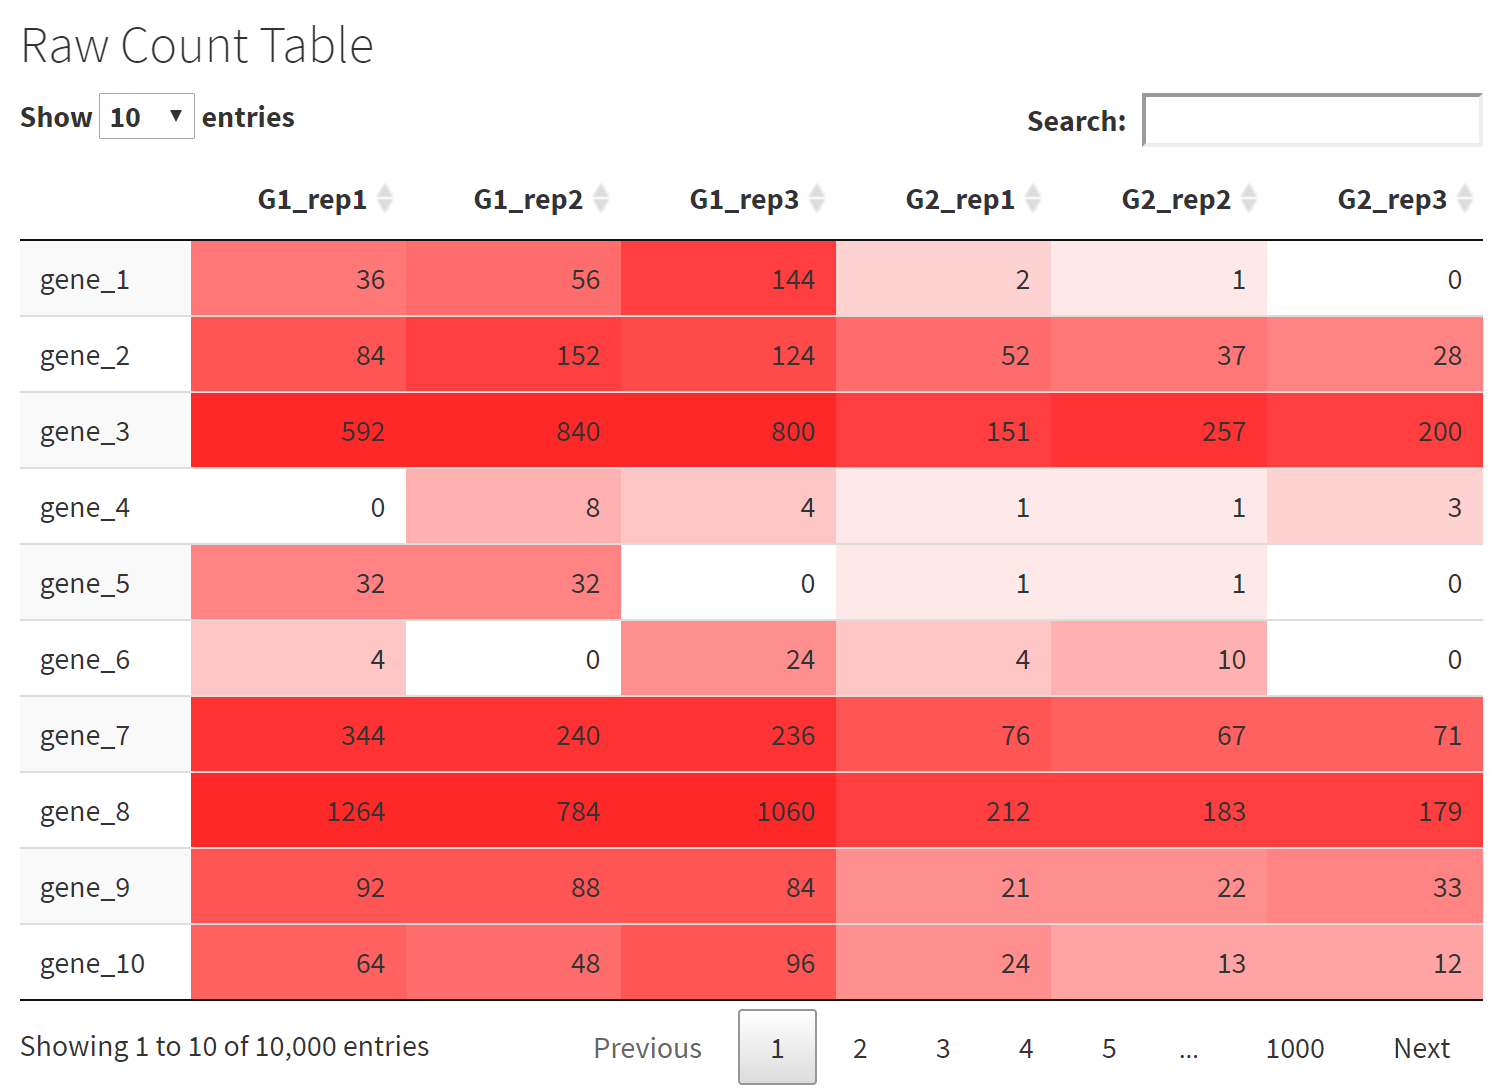 Raw Count Table
Show 10 entries Search:
G1_rep1 G1_rep2 G1_rep3 G2_rep1 G2_rep2 G2_rep3
gene_1 36 56 144 2 1 0
gene_2 84 152 124 52 37 28
gene_3 592 840 800 151 257 200
gene_4 0 8 4 1 1 3
gene_5 32 32 0 1 1 0
gene_6 4 0 24 4 10 0
gene_7 344 240 236 76 67 71
gene_8 1264 784 1060 212 183 179
gene_9 92 88 84 21 22 33
gene_10 64 48 96 24 13 12
Showing 1 to 10 of 10,000 entries Previous 1 2 3 4 5 ... 1000 Next